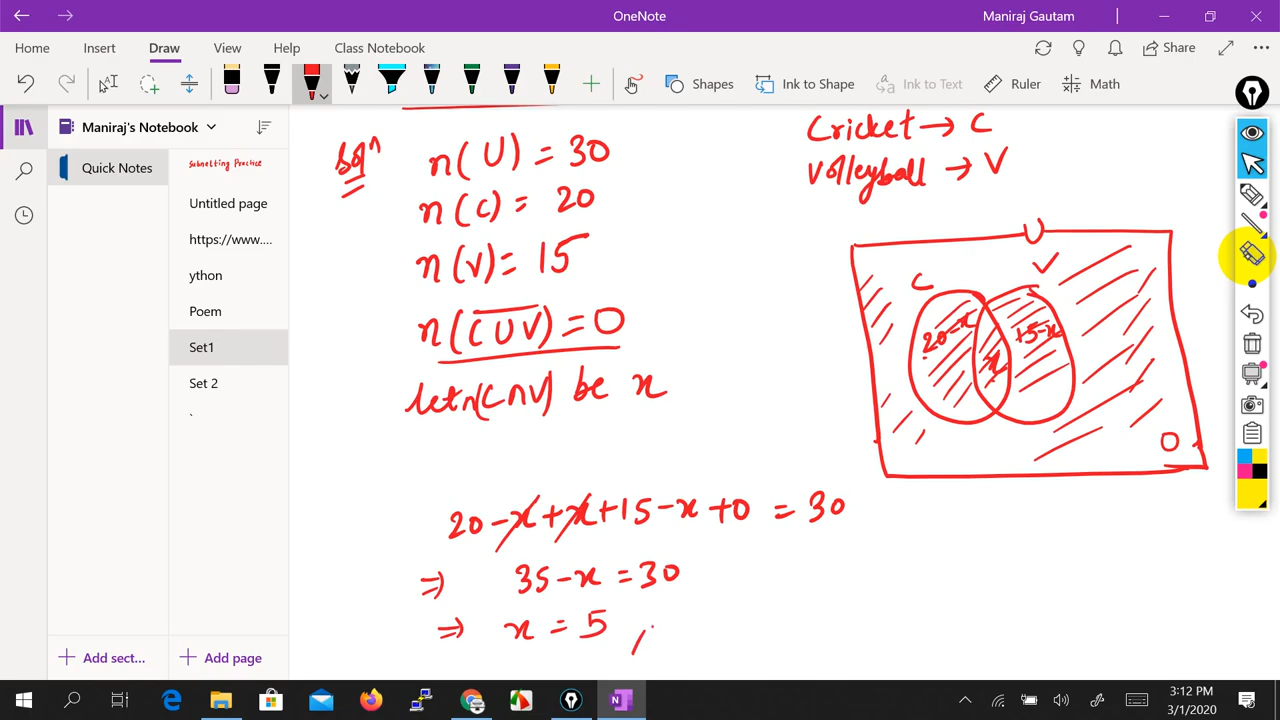 OneNote
Maniraj Gautam
Home Insert Draw View Help Class Notebook Share
Shapes Ink to Shape Ink to Text Ruler Math
Maniraj's Notebook
Quick Notes
Subnetting Practice
Untitled page
https://www....
ython
Poem
Set1
Set 2
Add sect...
Add page
Solⁿ
n(U) = 30
n(C) = 20
n(V) = 15
n(C̅ ̅U̅ ̅V̅) = 0
let n(C∩V) be x
Cricket → C
Volleyball → V
U
C
V
20-x
x
15-x
0
20 - x + x + 15 - x + 0 = 30
⇒ 35 - x = 30
⇒ x = 5
3:12 PM
3/1/2020